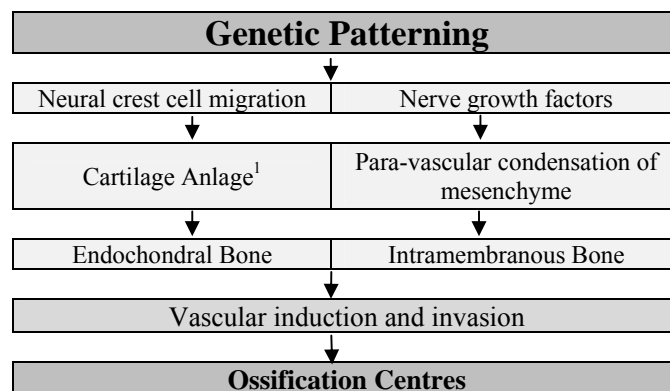 Genetic Patterning
Neural crest cell migration
Nerve growth factors
Cartilage Anlage¹
Para-vascular condensation of
mesenchyme
Endochondral Bone
Intramembranous Bone
Vascular induction and invasion
Ossification Centres